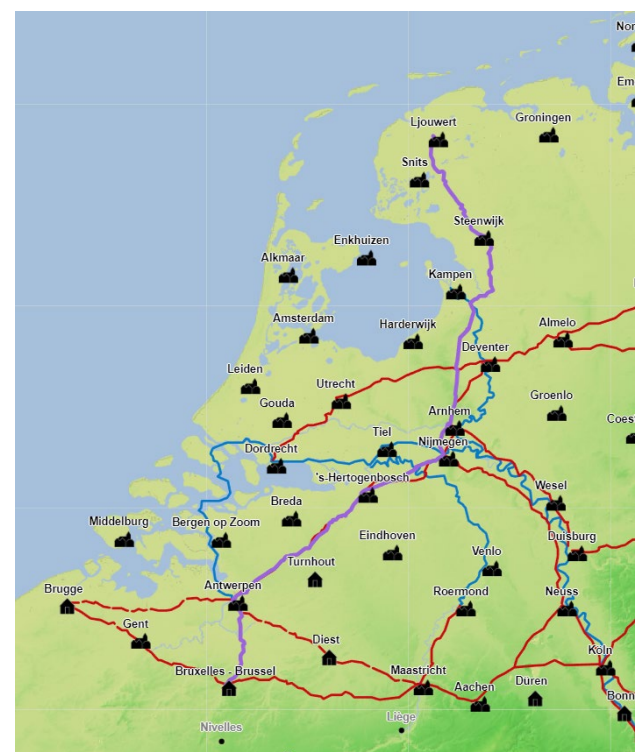 Nor
Em
Ljouwert
Groningen
Snits
Steenwijk
Enkhuizen
Alkmaar
Kampen
Amsterdam
Harderwijk
Almelo
Deventer
Leiden
Utrecht
Gouda
Groenlo
Arnhem
Coes
Tiel
Nijmegen
Dordrecht
's-Hertogenbosch
Wesel
Breda
Middelburg
Bergen op Zoom
Eindhoven
Duisburg
Venlo
Turnhout
Brugge
Antwerpen
Roermond
Neuss
Gent
Diest
Köln
Bruxelles - Brussel
Maastricht
Aachen
Düren
Bonn
Liège
Nivelles